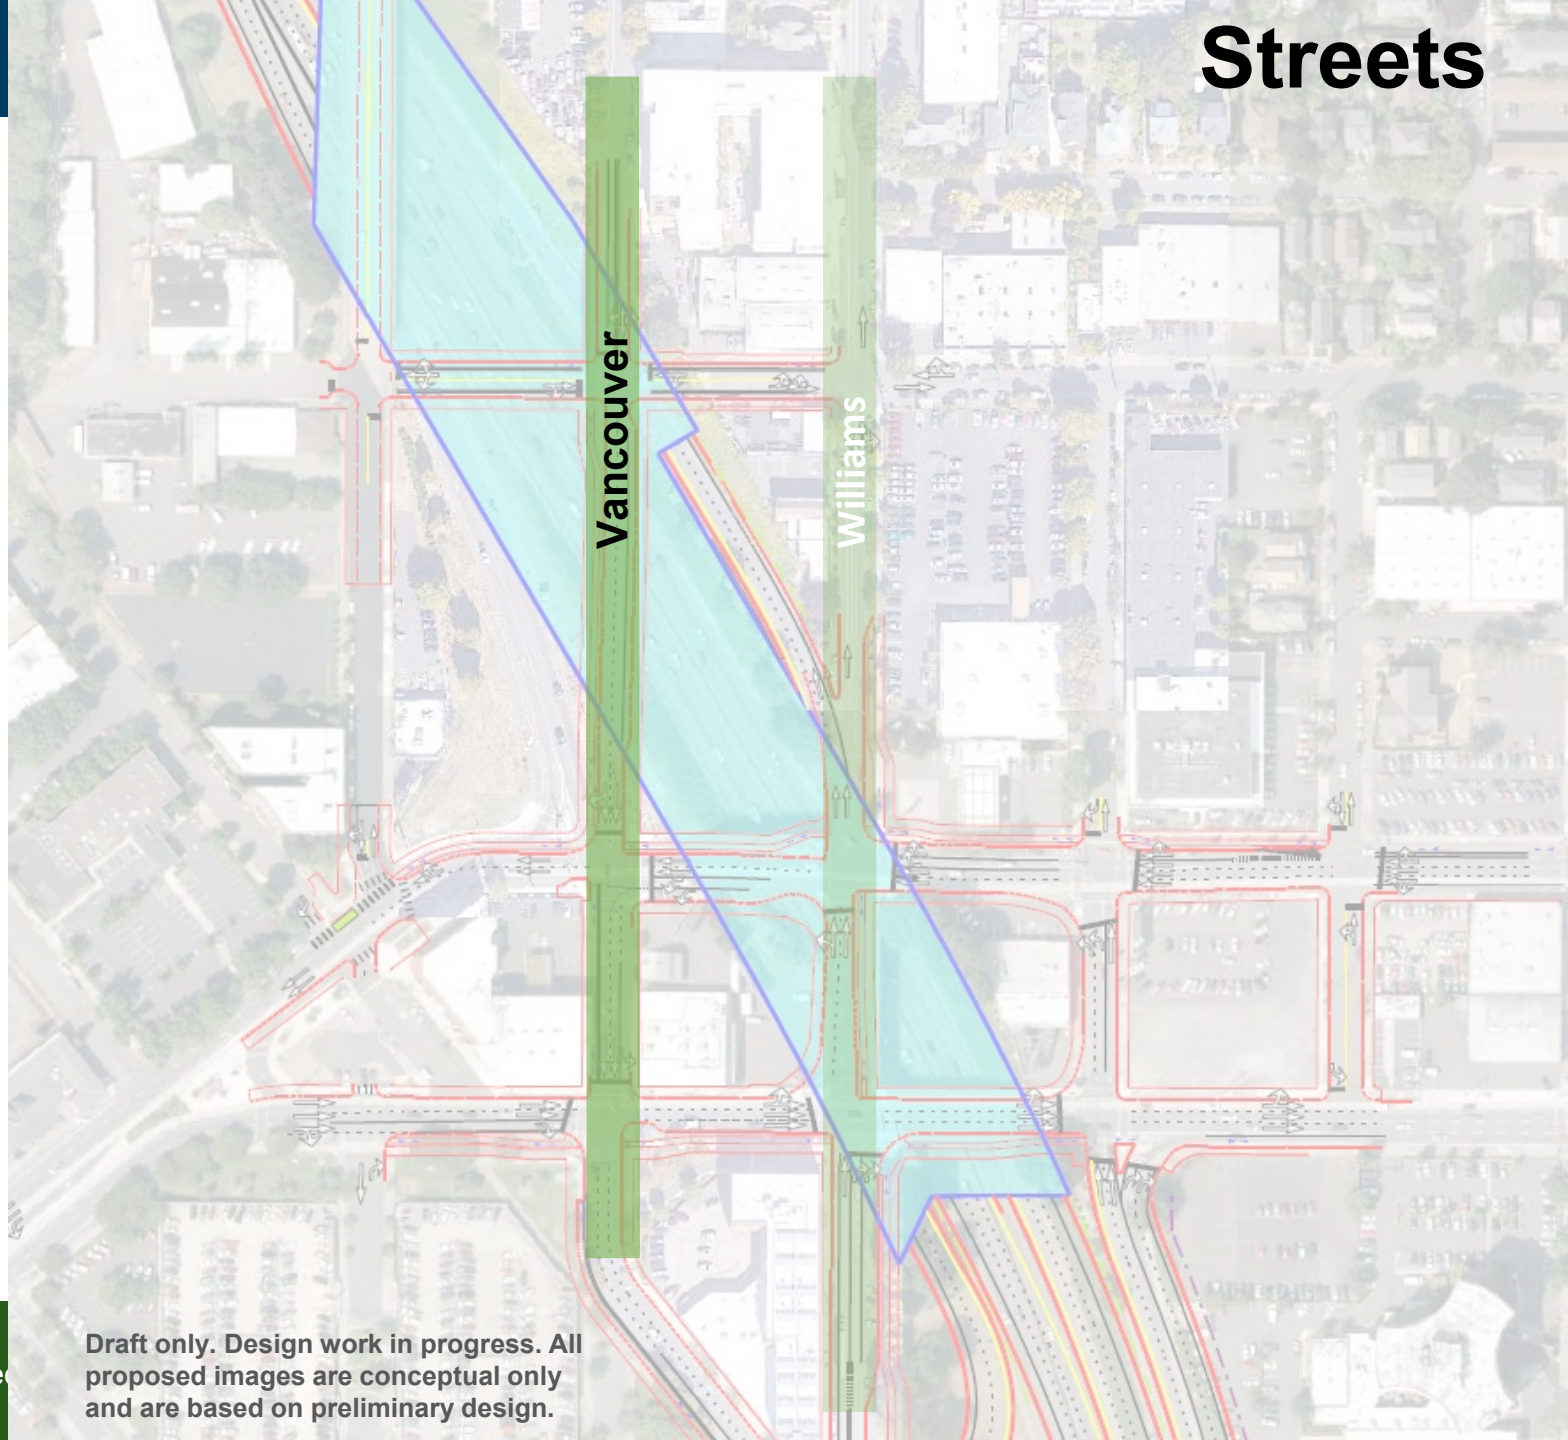 Streets
Vancouver
Williams
Draft only. Design work in progress. All
proposed images are conceptual only
and are based on preliminary design.